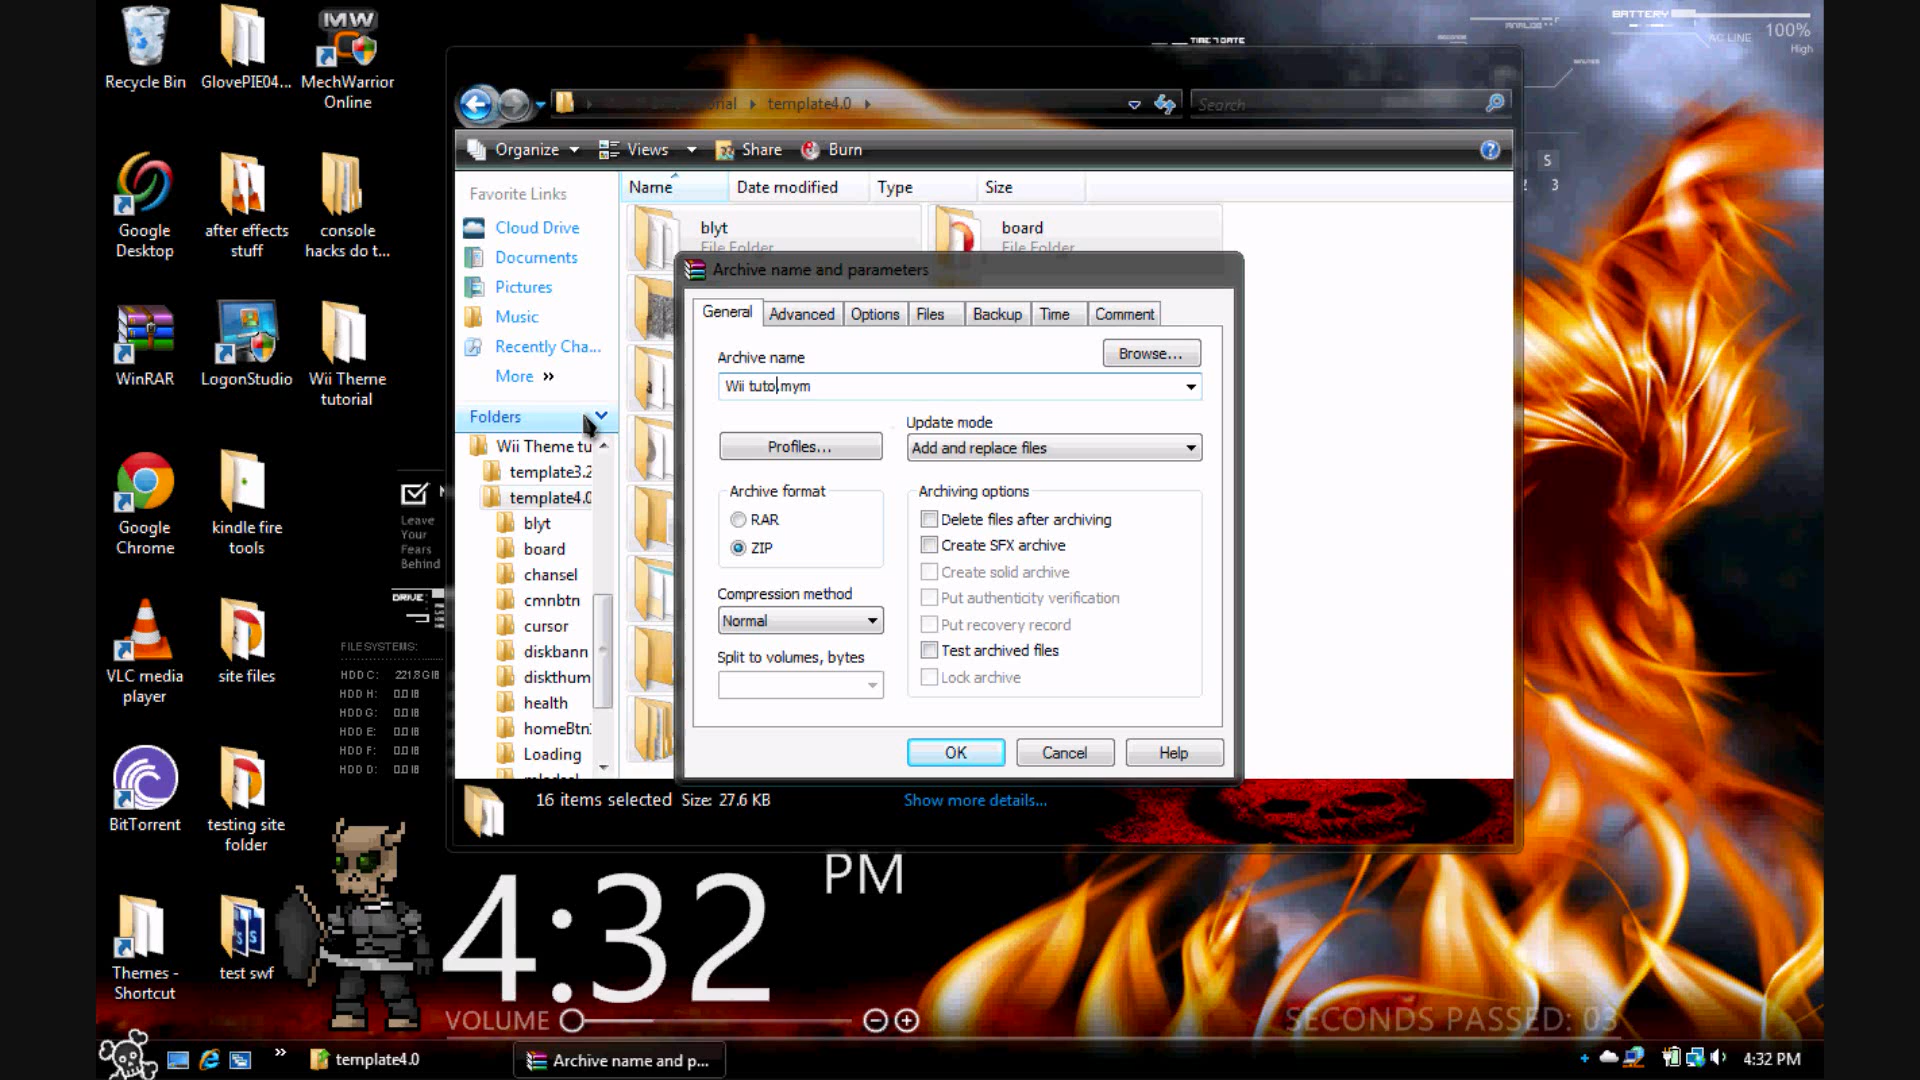 Recycle Bin
GlovePIE04...
MechWarrior
Online
Google
Desktop
after effects
stuff
console
hacks do t...
WinRAR
LogonStudio
Wii Theme
tutorial
Google
Chrome
kindle fire
tools
VLC media
player
site files
BitTorrent
testing site
folder
Themes -
Shortcut
test swf
Leave
Your
Fears
Behind
DRIVE
FILESYSTEMS:
HDD C: 221.8 GIB
HDD H: 0.0 IB
HDD G: 0.0 IB
HDD E: 0.0 IB
HDD F: 0.0 IB
HDD D: 0.0 IB
TIME & DATE
BATTERY
100%
AC LINE
High
S
3
template4.0
Search
Organize
Views
Share
Burn
Favorite Links
Cloud Drive
Documents
Pictures
Music
Recently Cha...
More »
Folders
Wii Theme tu
template3.2
template4.0
blyt
board
chansel
cmnbtn
cursor
diskbann
diskthum
health
homeBtn
Loading
Name
Date modified
Type
Size
blyt
File Folder
board
File Folder
Archive name and parameters
General
Advanced
Options
Files
Backup
Time
Comment
Archive name
Browse...
Wii tuto.mym
Update mode
Profiles...
Add and replace files
Archive format
RAR
ZIP
Archiving options
Delete files after archiving
Create SFX archive
Create solid archive
Put authenticity verification
Put recovery record
Test archived files
Lock archive
Compression method
Normal
Split to volumes, bytes
OK
Cancel
Help
16 items selected Size: 27.6 KB
Show more details...
4:32
PM
VOLUME
SECONDS PASSED: 03
template4.0
Archive name and p...
4:32 PM